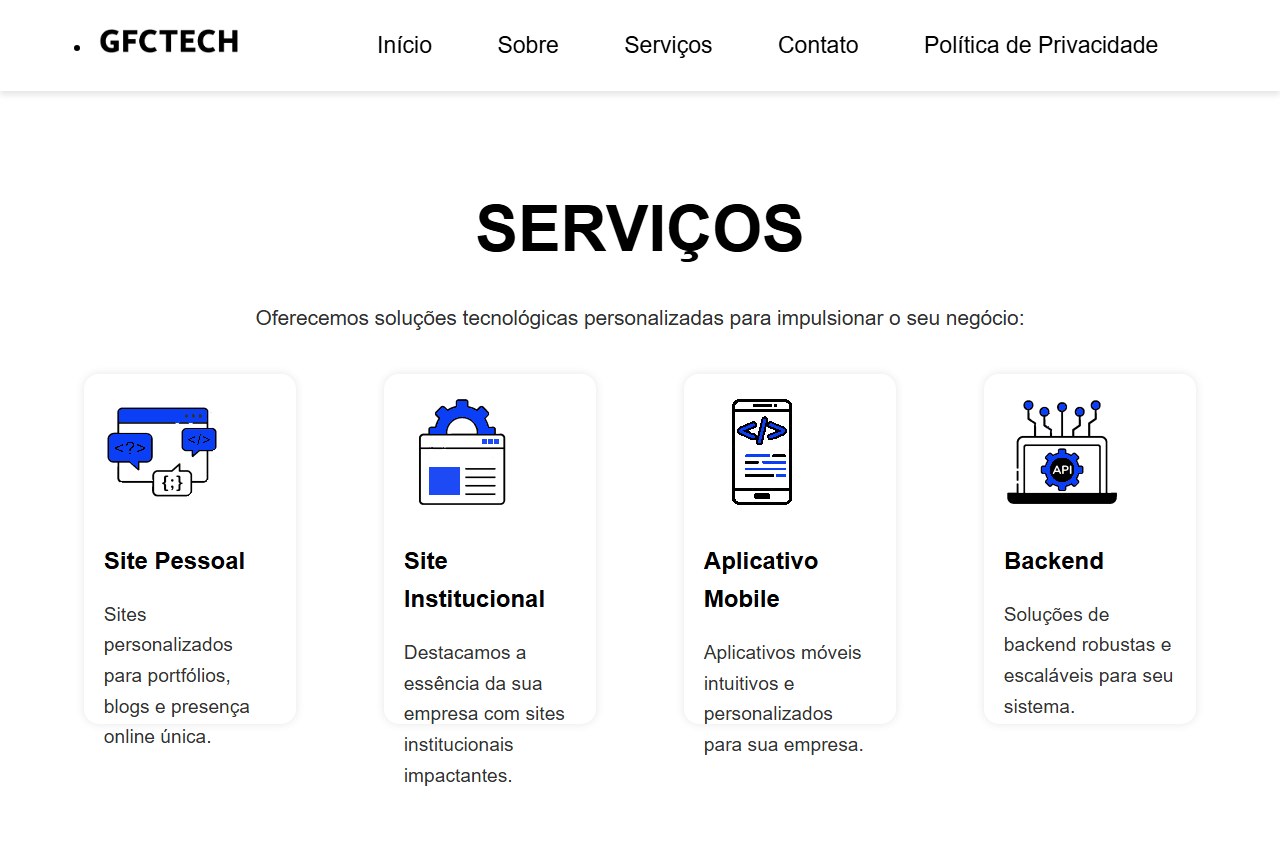 GFCTECH
Início
Sobre
Serviços
Contato
Política de Privacidade
SERVIÇOS
Oferecemos soluções tecnológicas personalizadas para impulsionar o seu negócio:
<?>
</>
{;}
Site Pessoal
Sites
personalizados
para portfólios,
blogs e presença
online única.
Site
Institucional
Destacamos a
essência da sua
empresa com sites
institucionais
impactantes.
</>
Aplicativo
Mobile
Aplicativos móveis
intuitivos e
personalizados
para sua empresa.
API
Backend
Soluções de
backend robustas e
escaláveis para seu
sistema.